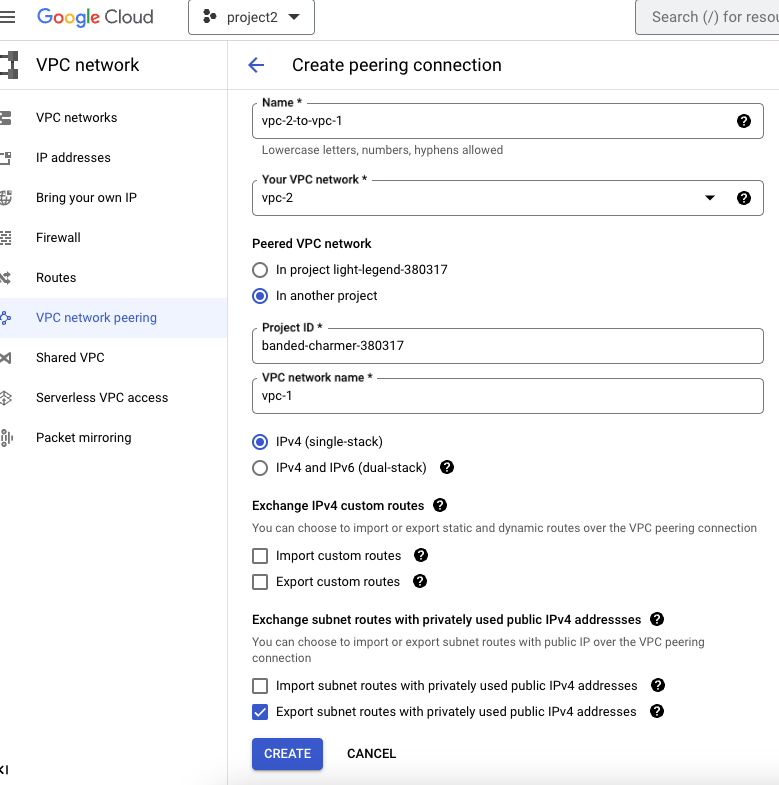 Google Cloud
project2
Search (/) for resou
VPC network
Create peering connection
VPC networks
IP addresses
Bring your own IP
Firewall
Routes
VPC network peering
Shared VPC
Serverless VPC access
Packet mirroring
Name *
vpc-2-to-vpc-1
Lowercase letters, numbers, hyphens allowed
Your VPC network *
vpc-2
Peered VPC network
In project light-legend-380317
In another project
Project ID *
banded-charmer-380317
VPC network name *
vpc-1
IPv4 (single-stack)
IPv4 and IPv6 (dual-stack)
Exchange IPv4 custom routes
You can choose to import or export static and dynamic routes over the VPC peering connection
Import custom routes
Export custom routes
Exchange subnet routes with privately used public IPv4 addressses
You can choose to import or export subnet routes with public IP over the VPC peering
connection
Import subnet routes with privately used public IPv4 addresses
Export subnet routes with privately used public IPv4 addresses
CREATE
CANCEL